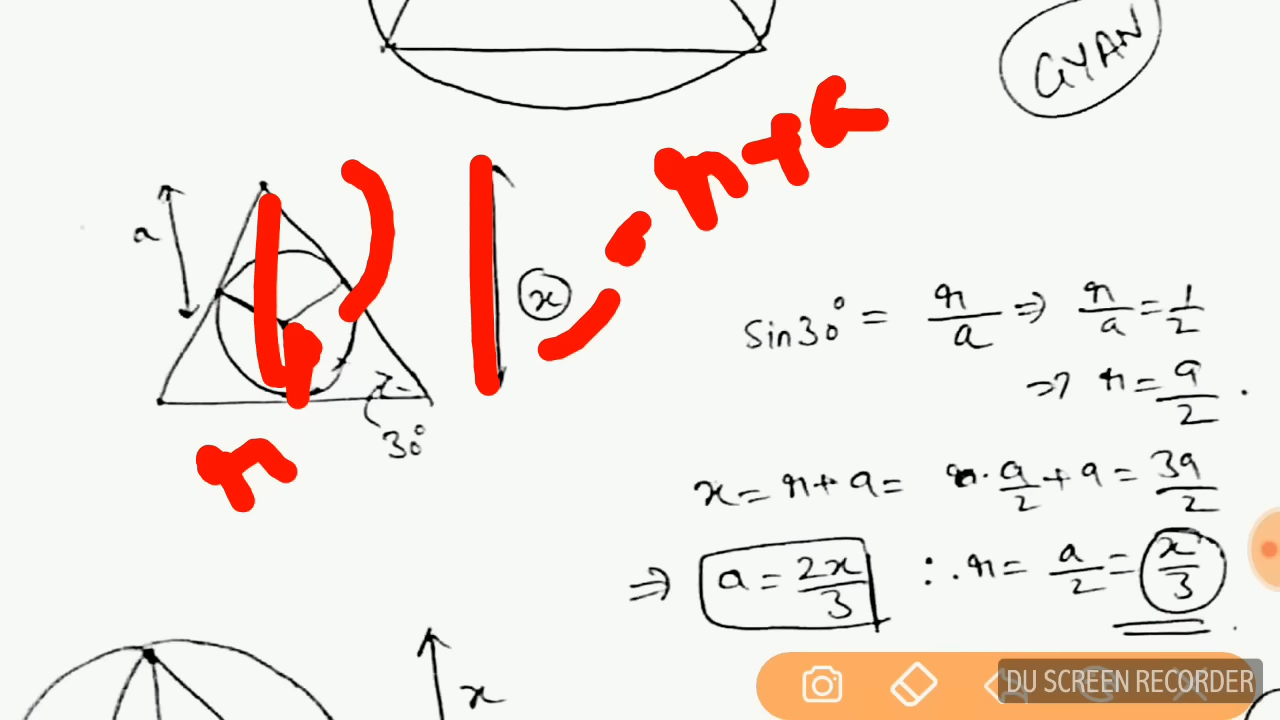 GYAN
r + a
a
x
sin30° = r/a ⇒ r/a = 1/2
⇒ r = a/2 .
30°
r
x = r + a = a/2 + a = 3a/2
⇒ a = 2x/3 ∴ r = a/2 = x/3
x
DU SCREEN RECORDER